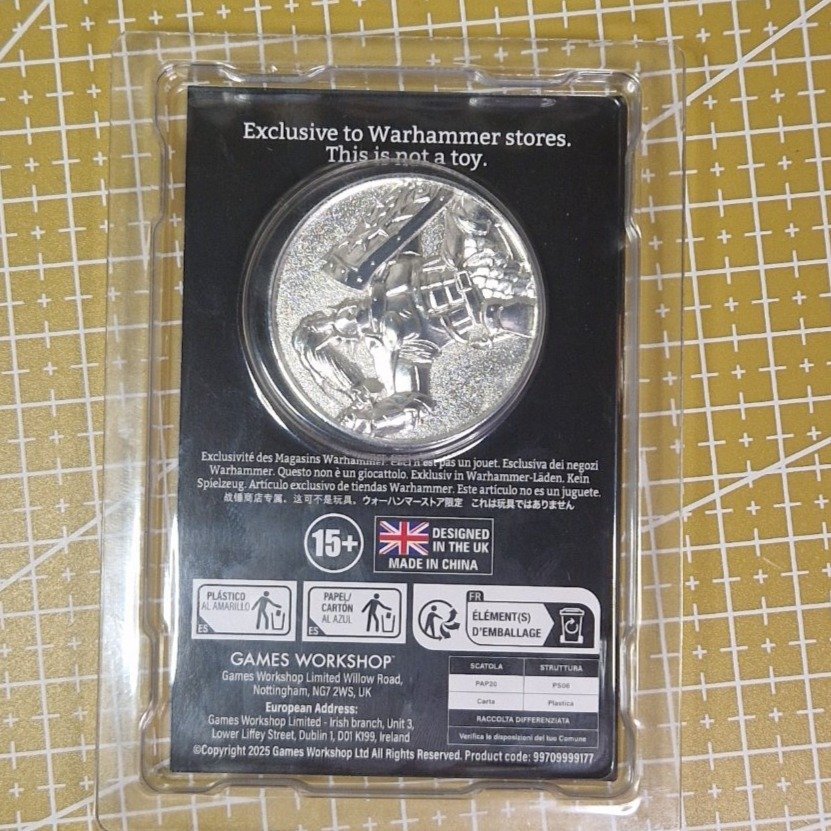 Exclusive to Warhammer stores.
This is not a toy.
Exclusivité des Magasins Warhammer. Ceci n'est pas un jouet. Esclusiva dei negozi
Warhammer. Questo non è un giocattolo. Exklusiv in Warhammer-Läden. Kein
Spielzeug. Artículo exclusivo de tiendas Warhammer. Este artículo no es un juguete.
战锤商店专属。这可不是玩具。ウォーハンマーストア限定 これは玩具ではありません
15+
DESIGNED
IN THE UK
MADE IN CHINA
PLÁSTICO
AL AMARILLO
ES
PAPEL/
CARTÓN
AL AZUL
ES
FR
ÉLÉMENT(S)
D'EMBALLAGE
GAMES WORKSHOP™
Games Workshop Limited Willow Road,
Nottingham, NG7 2WS, UK
European Address:
Games Workshop Limited - Irish branch, Unit 3,
Lower Liffey Street, Dublin 1, D01 K199, Ireland
SCATOLA STRUTTURA
PAP20 PS06
Carta Plastica
RACCOLTA DIFFERENZIATA
Verifica le disposizioni del tuo Comune
©Copyright 2025 Games Workshop Ltd All Rights Reserved. Product code: 99709999177